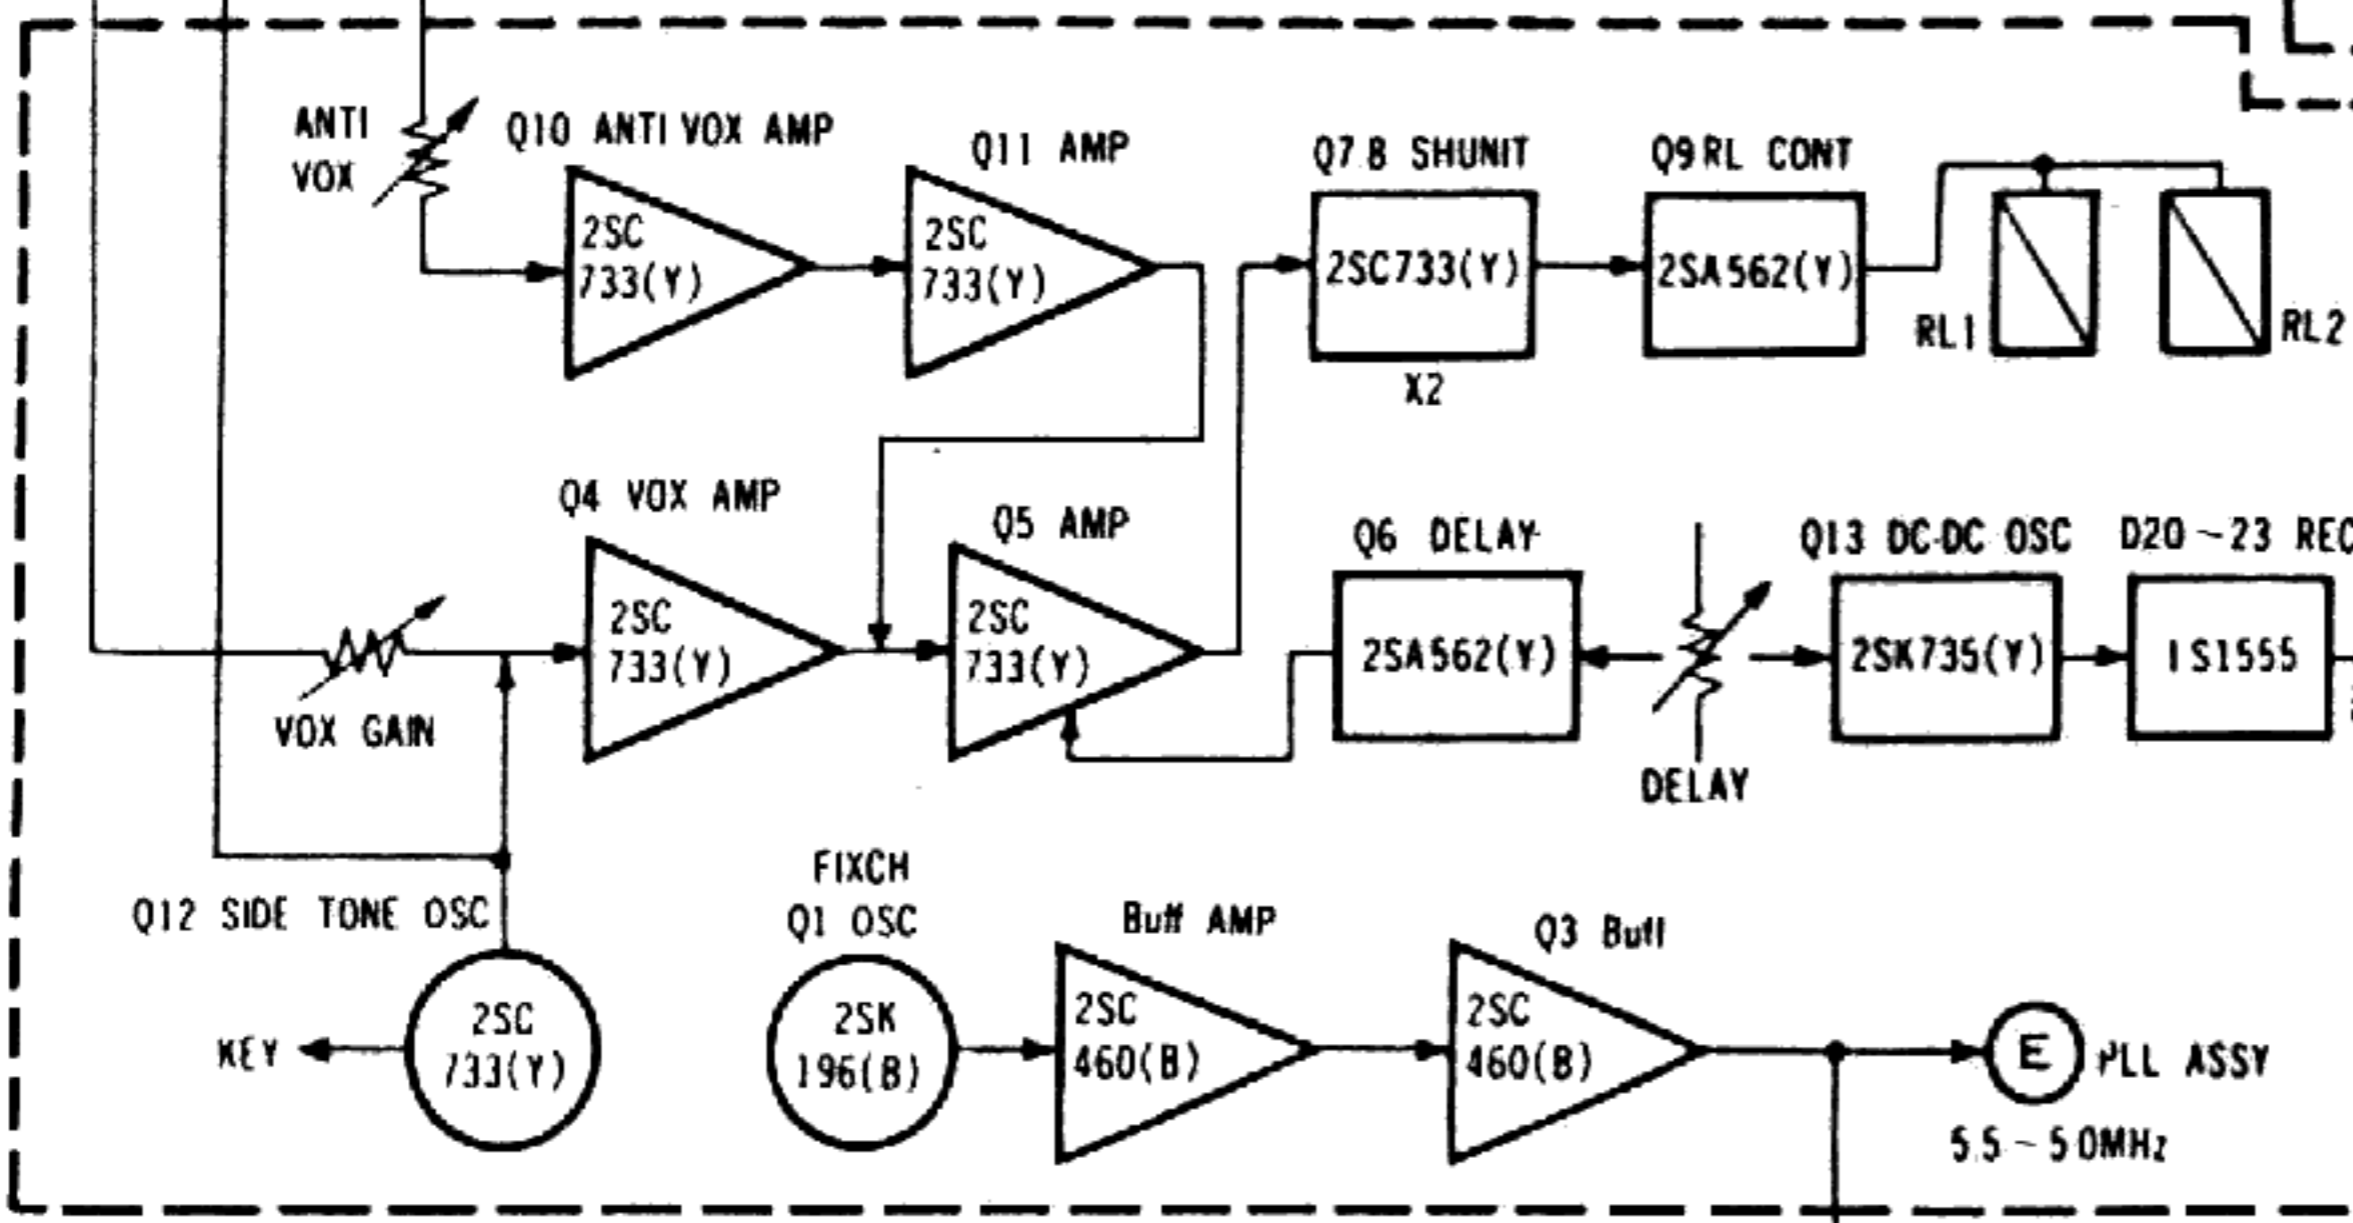 ANTI
VOX
Q10 ANTI VOX AMP
2SC
733(Y)
Q11 AMP
2SC
733(Y)
Q7 8 SHUNIT
2SC733(Y)
X2
Q9 RL CONT
2SA562(Y)
RL1
RL2
VOX GAIN
Q4 VOX AMP
2SC
733(Y)
Q5 AMP
2SC
733(Y)
Q6 DELAY
2SA562(Y)
DELAY
Q13 DC-DC OSC
2SK735(Y)
D20~23 REC
1S1555
Q12 SIDE TONE OSC
KEY
2SC
733(Y)
FIXCH
Q1 OSC
2SK
196(B)
Buff AMP
2SC
460(B)
Q3 Buff
2SC
460(B)
E
PLL ASSY
5.5~5.0MHz